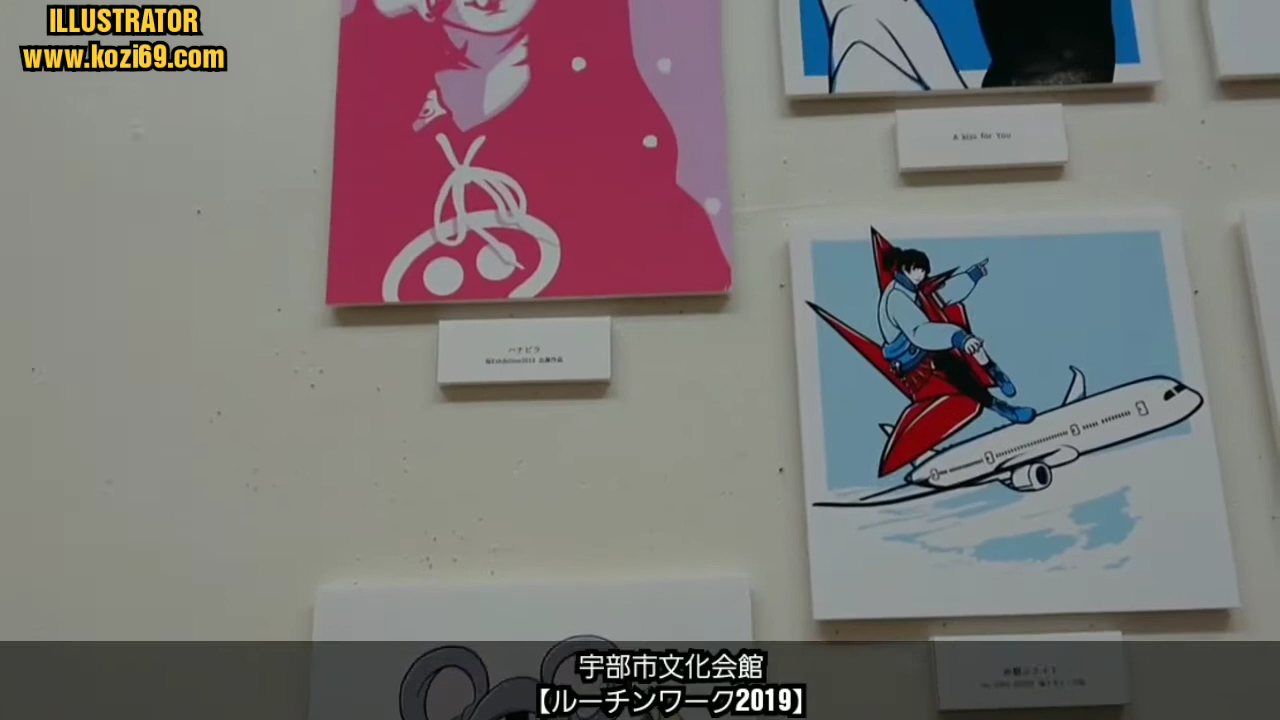 ILLUSTRATOR
www.kozi69.com
A kiss for You
ハナビラ
宇部市文化会館
【ルーチンワーク2019】